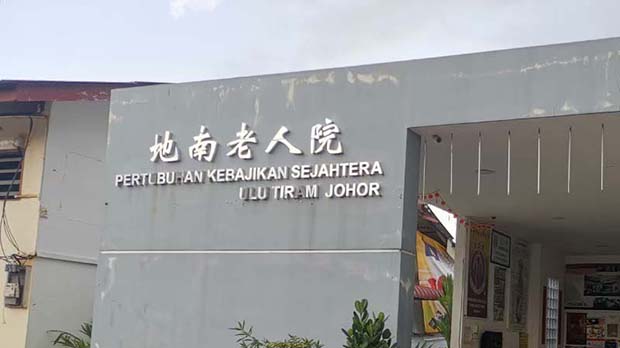 地南老人院
PERTUBUHAN KEBAJIKAN SEJAHTERA
ULU TIRAM JOHOR